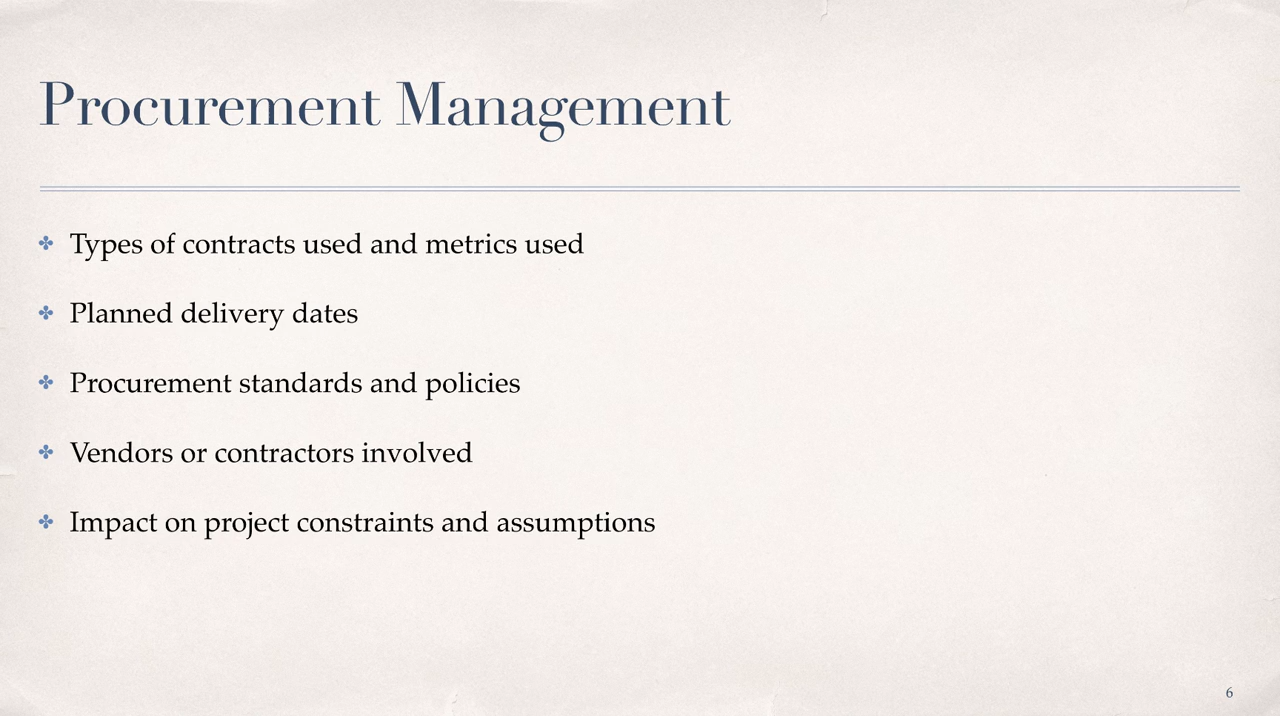 Procurement Management
Types of contracts used and metrics used
Planned delivery dates
Procurement standards and policies
Vendors or contractors involved
Impact on project constraints and assumptions
6